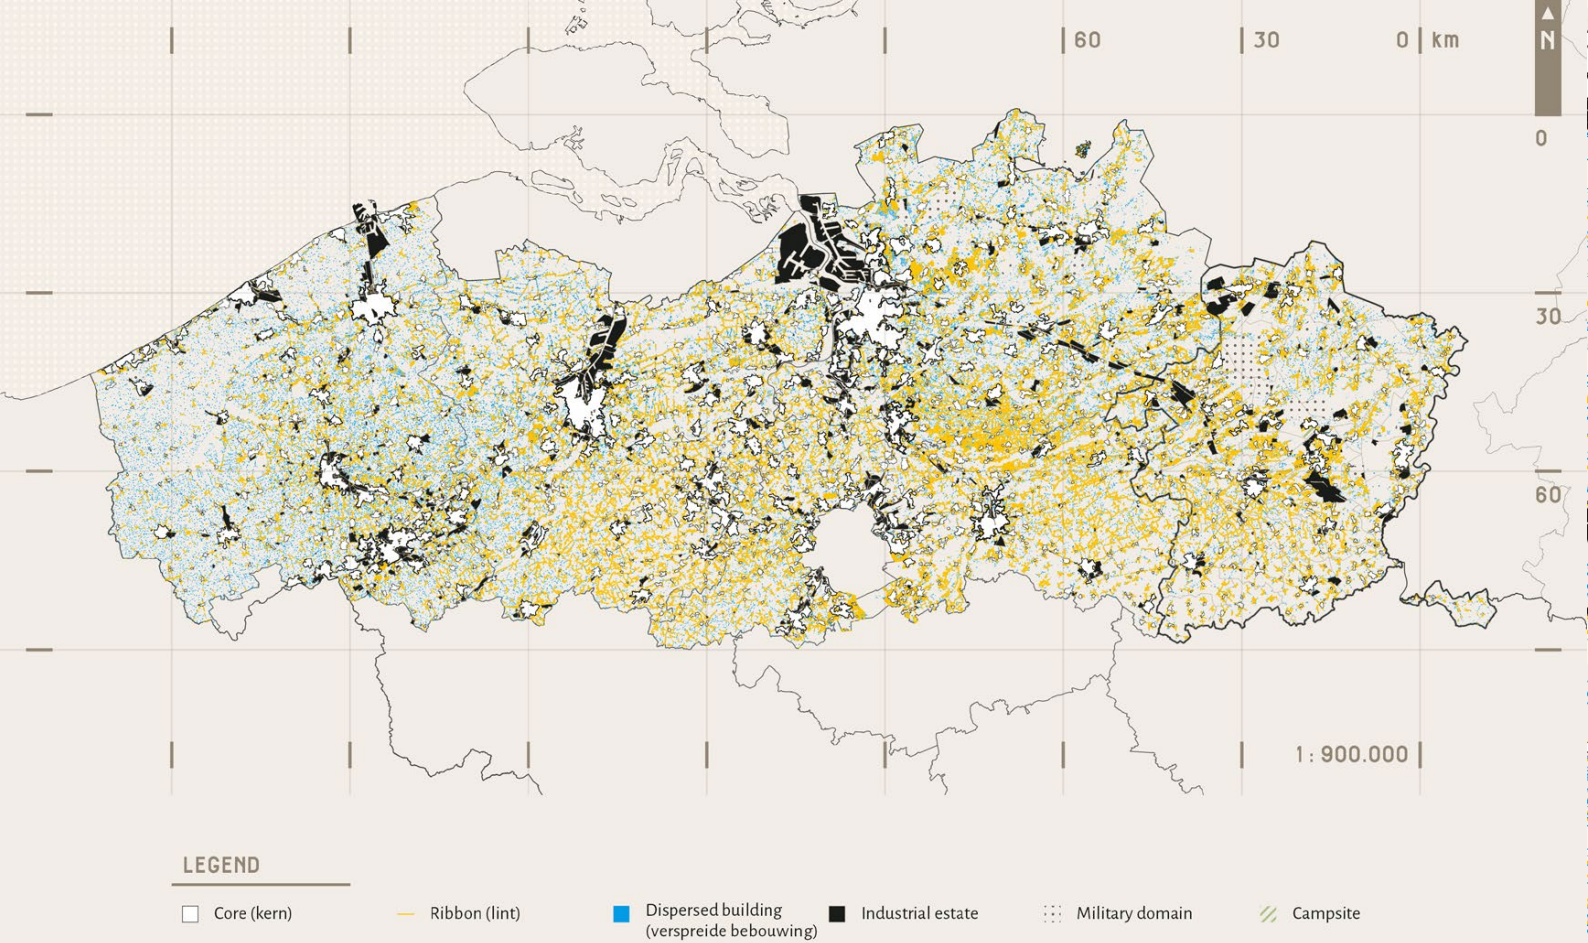 60
30
0
km
N
0
30
60
1:900.000
LEGEND
Core (kern)
Ribbon (lint)
Dispersed building
(verspreide bebouwing)
Industrial estate
Military domain
Campsite